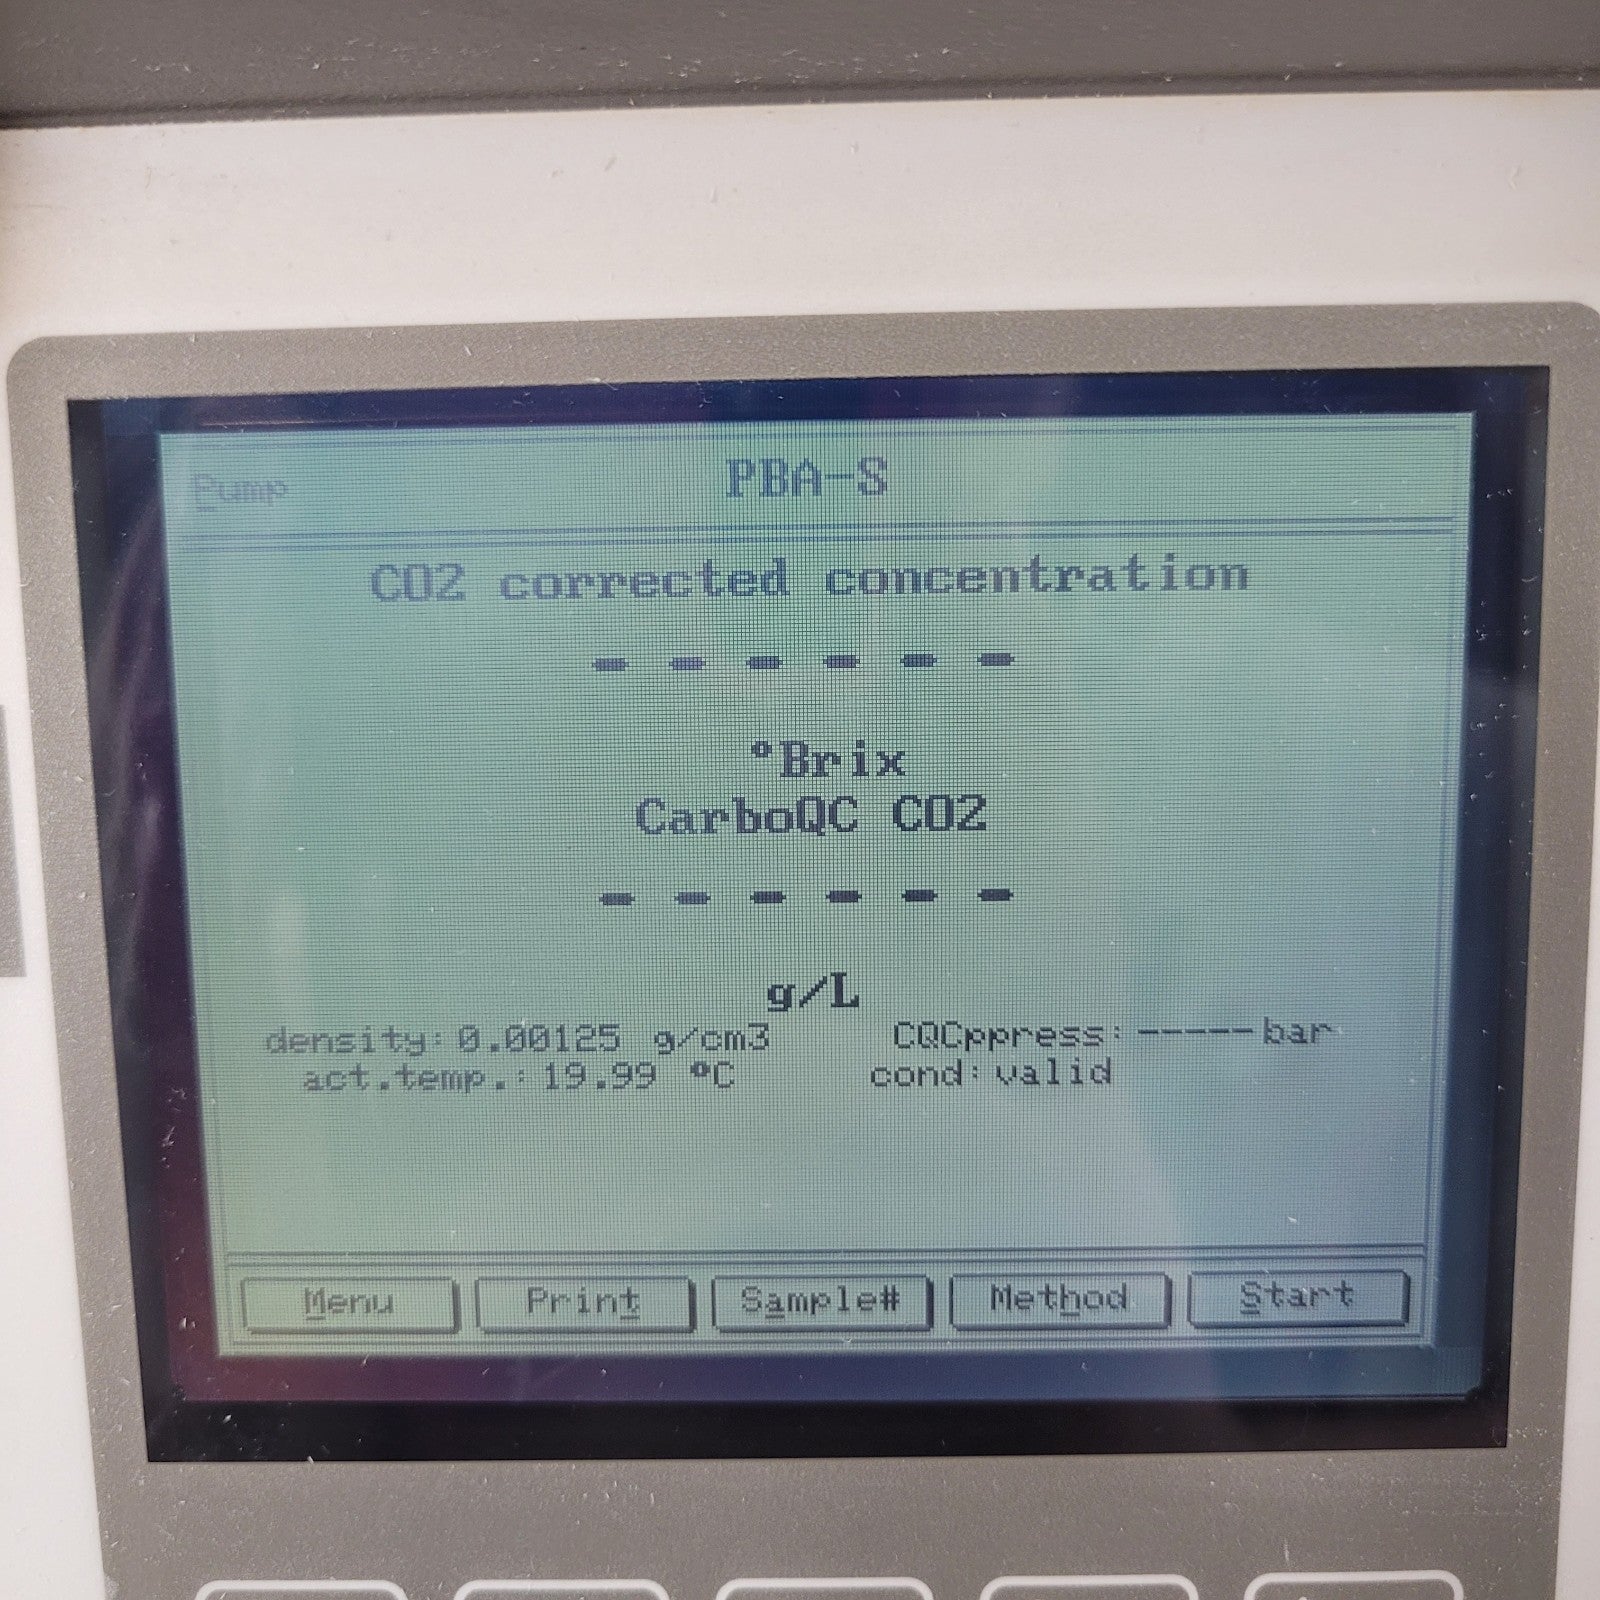 Pump PBA-S
CO2 corrected concentration
------
°Brix
CarboQC CO2
------
g/L
density: 0.00125 g/cm3 CQCppress: ----- bar
act.temp.: 19.99 °C cond: valid
Menu Print Sample# Method Start